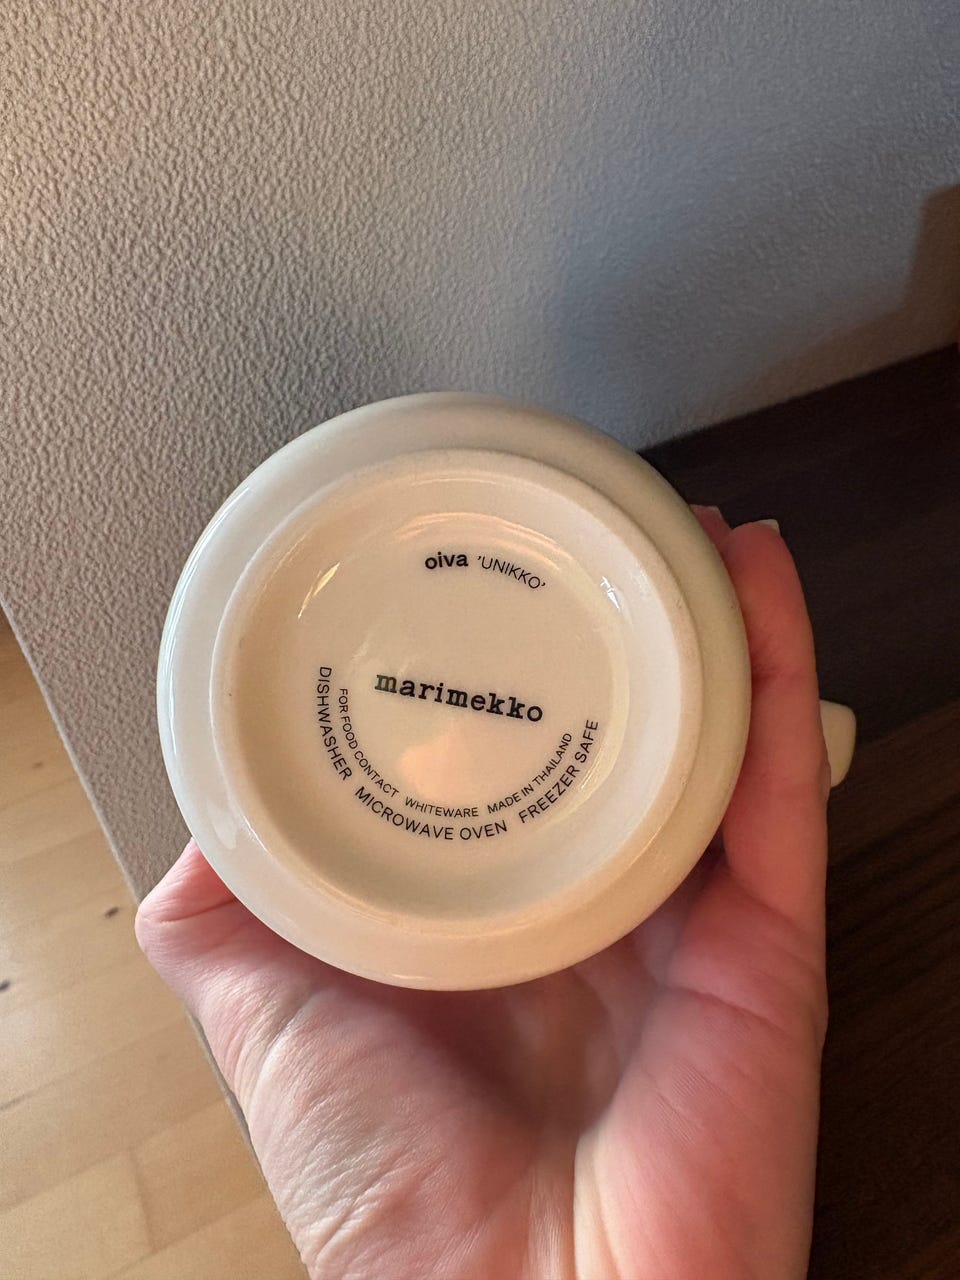 oiva 'UNIKKO'
marimekko
FOR FOOD CONTACT WHITEWARE MADE IN THAILAND
DISHWASHER MICROWAVE OVEN FREEZER SAFE